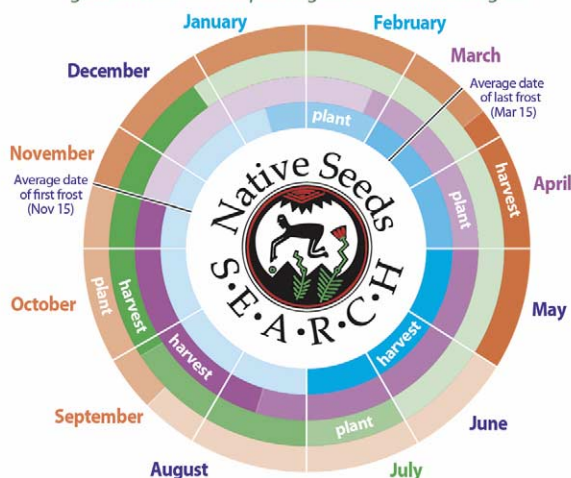 January
February
March
December
Average date
of last frost
(Mar 15)
plant
November
harvest
Average date
of first frost
(Nov 15)
Native Seeds
plant
April
S·E·A·R·C·H
plant
October
harvest
May
harvest
harvest
September
plant
June
August
July